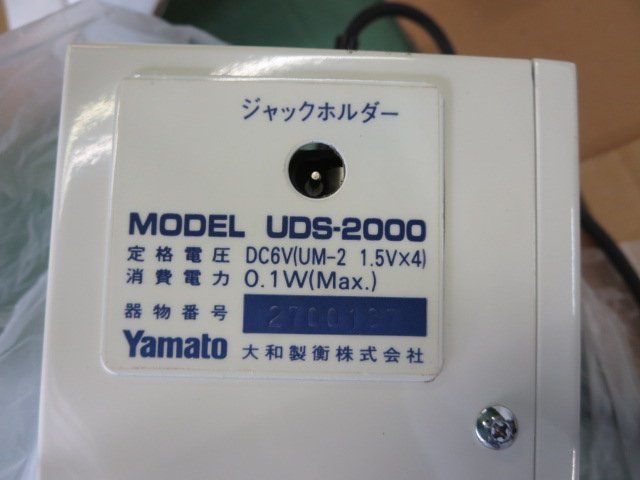 ジャックホルダー
MODEL UDS-2000
定格電圧 DC6V(UM-2 1.5V×4)
消費電力 0.1W(Max.)
器物番号
Yamato 大和製衡株式会社